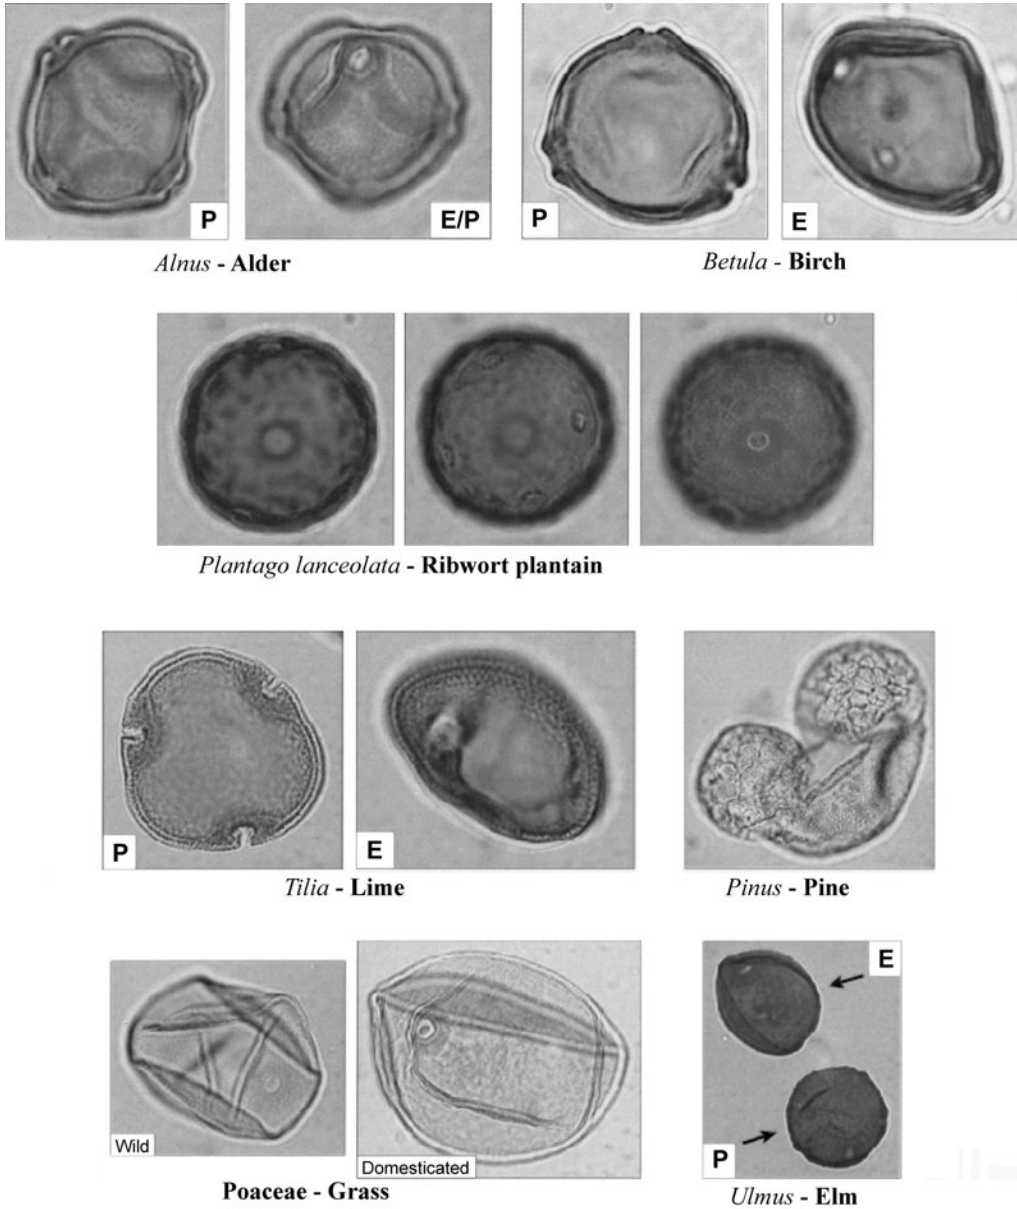 P
E/P
P
E
Alnus - Alder
Betula - Birch
Plantago lanceolata - Ribwort plantain
P
E
Tilia - Lime
Pinus - Pine
Wild
Domesticated
E
P
Poaceae - Grass
Ulmus - Elm